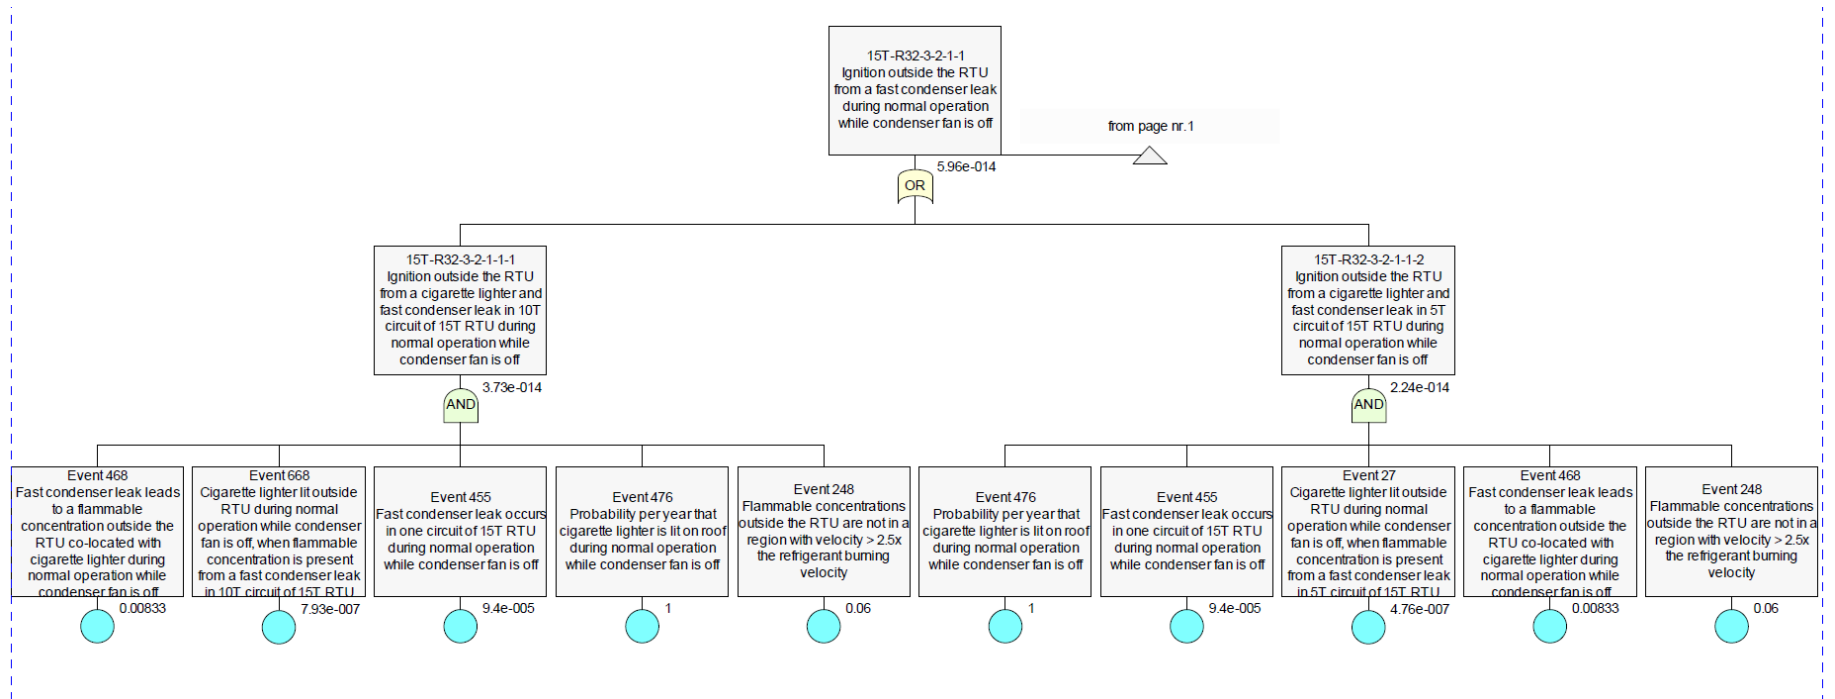 15T-R32-3-2-1-1
Ignition outside the RTU
from a fast condenser leak
during normal operation
while condenser fan is off
from page nr.1
5.96e-014
OR
15T-R32-3-2-1-1-1
Ignition outside the RTU
from a cigarette lighter and
fast condenser leak in 10T
circuit of 15T RTU during
normal operation while
condenser fan is off
3.73e-014
AND
15T-R32-3-2-1-1-2
Ignition outside the RTU
from a cigarette lighter and
fast condenser leak in 5T
circuit of 15T RTU during
normal operation while
condenser fan is off
2.24e-014
AND
Event 468
Fast condenser leak leads
to a flammable
concentration outside the
RTU co-located with
cigarette lighter during
normal operation while
condenser fan is off
0.00833
Event 668
Cigarette lighter lit outside
RTU during normal
operation while condenser
fan is off, when flammable
concentration is present
from a fast condenser leak
in 10T circuit of 15T RTU
7.93e-007
Event 455
Fast condenser leak occurs
in one circuit of 15T RTU
during normal operation
while condenser fan is off
9.4e-005
Event 476
Probability per year that
cigarette lighter is lit on roof
during normal operation
while condenser fan is off
1
Event 248
Flammable concentrations
outside the RTU are not in a
region with velocity > 2.5x
the refrigerant burning
velocity
0.06
Event 476
Probability per year that
cigarette lighter is lit on roof
during normal operation
while condenser fan is off
1
Event 455
Fast condenser leak occurs
in one circuit of 15T RTU
during normal operation
while condenser fan is off
9.4e-005
Event 27
Cigarette lighter lit outside
RTU during normal
operation while condenser
fan is off, when flammable
concentration is present
from a fast condenser leak
in 5T circuit of 15T RTU
4.76e-007
Event 468
Fast condenser leak leads
to a flammable
concentration outside the
RTU co-located with
cigarette lighter during
normal operation while
condenser fan is off
0.00833
Event 248
Flammable concentrations
outside the RTU are not in a
region with velocity > 2.5x
the refrigerant burning
velocity
0.06